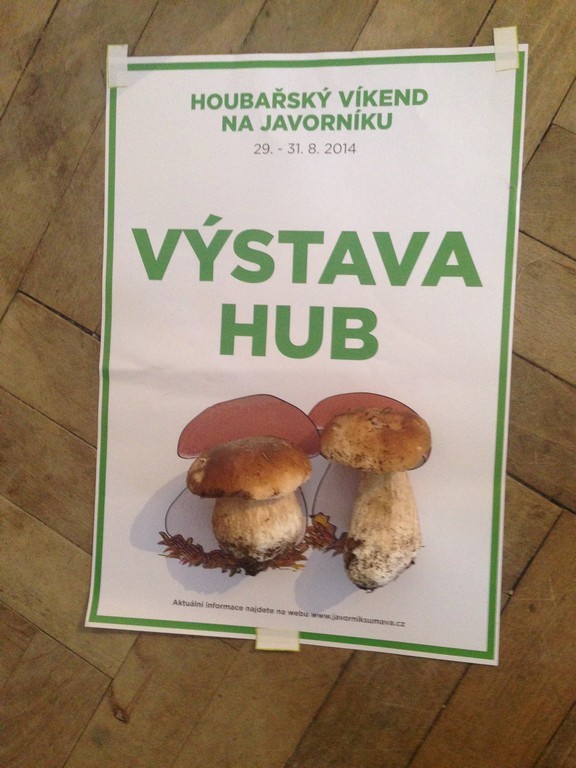 HOUBAŘSKÝ VÍKEND
NA JAVORNÍKU
29. - 31. 8. 2014
VÝSTAVA
HUB
Aktuální informace najdete na webu www.javorniksumava.cz